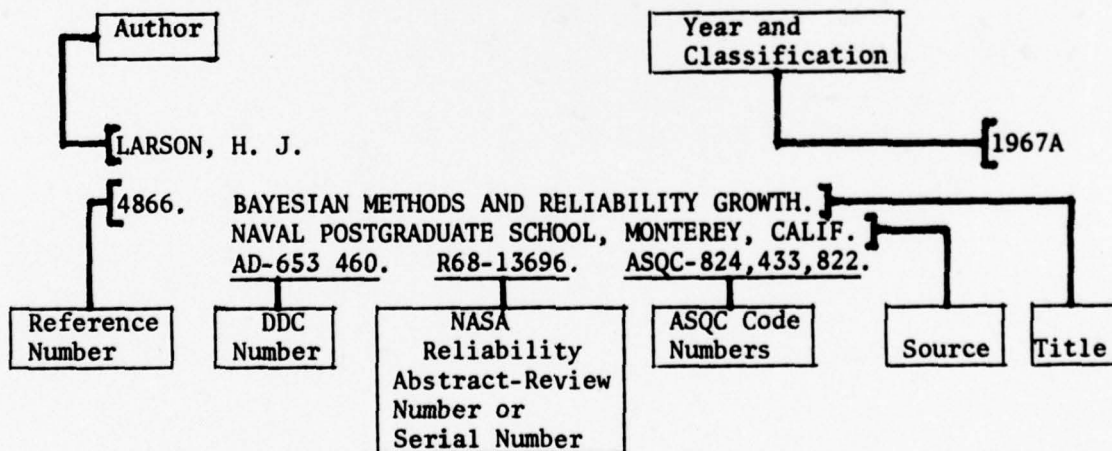 Author
Year and
Classification
LARSON, H. J.
1967A
4866. BAYESIAN METHODS AND RELIABILITY GROWTH.
NAVAL POSTGRADUATE SCHOOL, MONTEREY, CALIF.
AD-653 460. R68-13696. ASQC-824,433,822.
Reference
Number
DDC
Number
NASA
Reliability
Abstract-Review
Number or
Serial Number
ASQC Code
Numbers
Source
Title